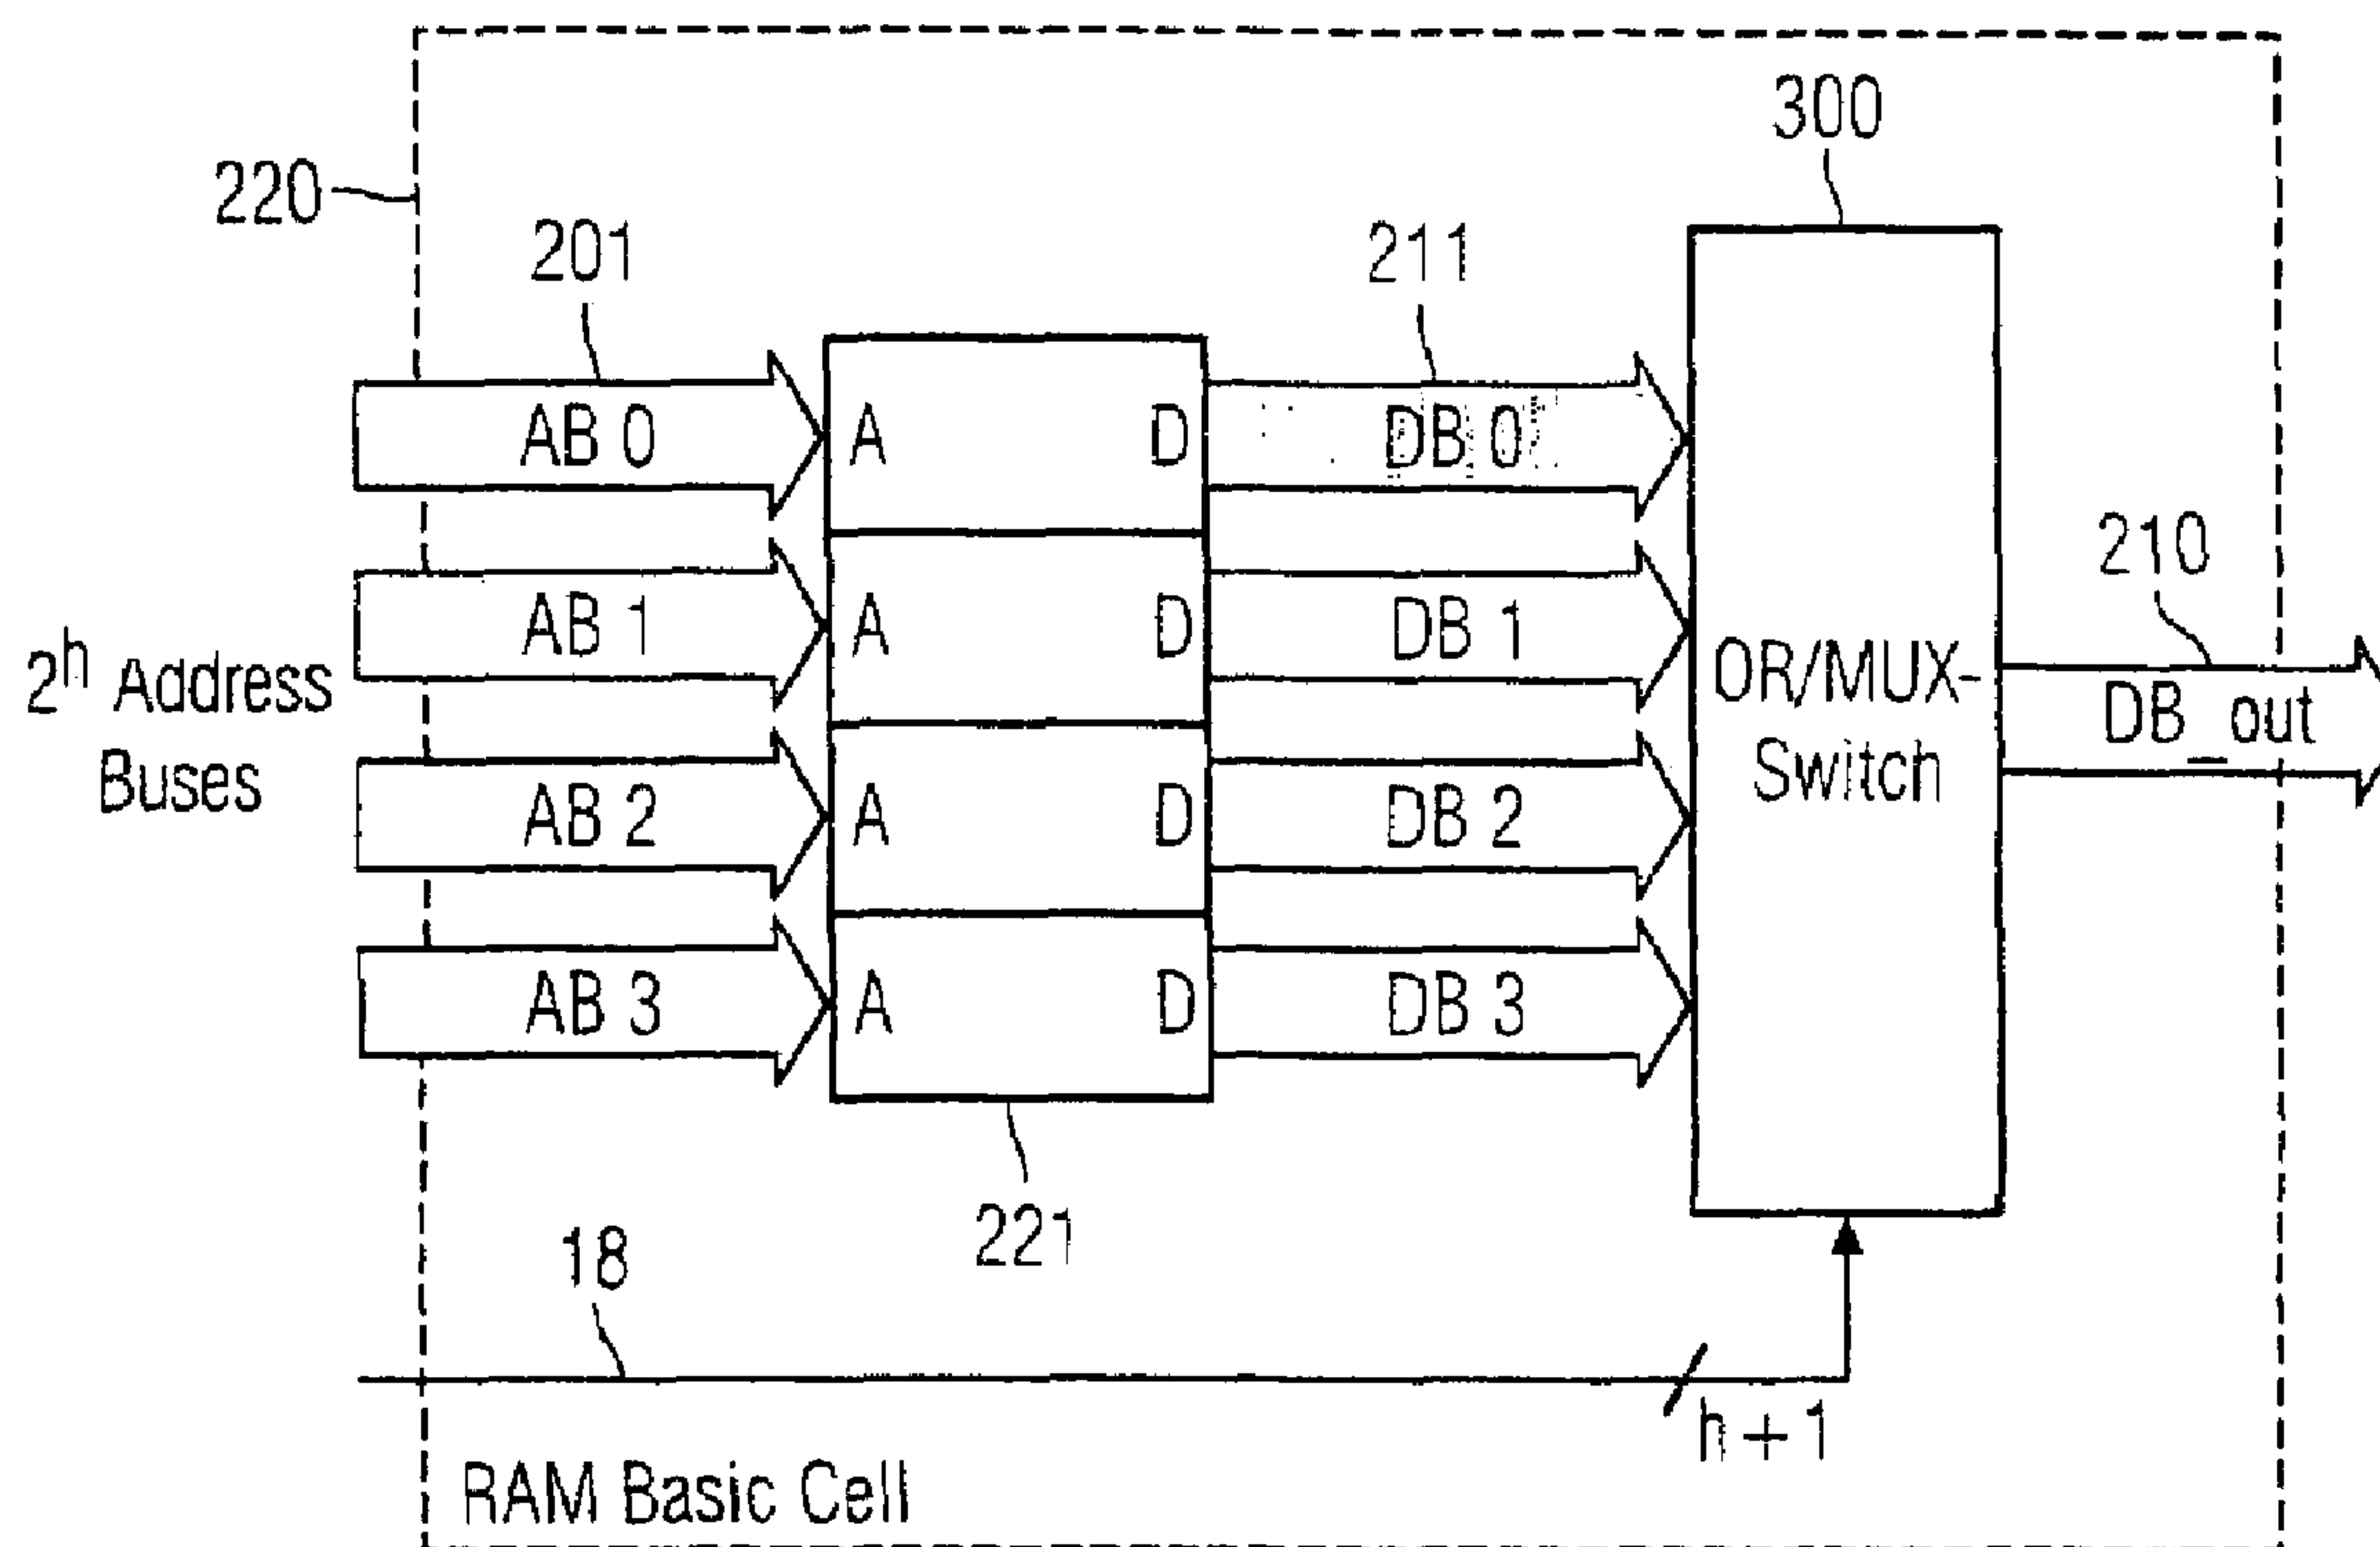 300
220
201
211
AB 0
A
D
DB 0
210
AB 1
A
D
DB 1
2^h Address
Buses
OR/MUX-
Switch
DB_out
AB 2
A
D
DB 2
AB 3
A
D
DB 3
221
18
h + 1
RAM Basic Cell